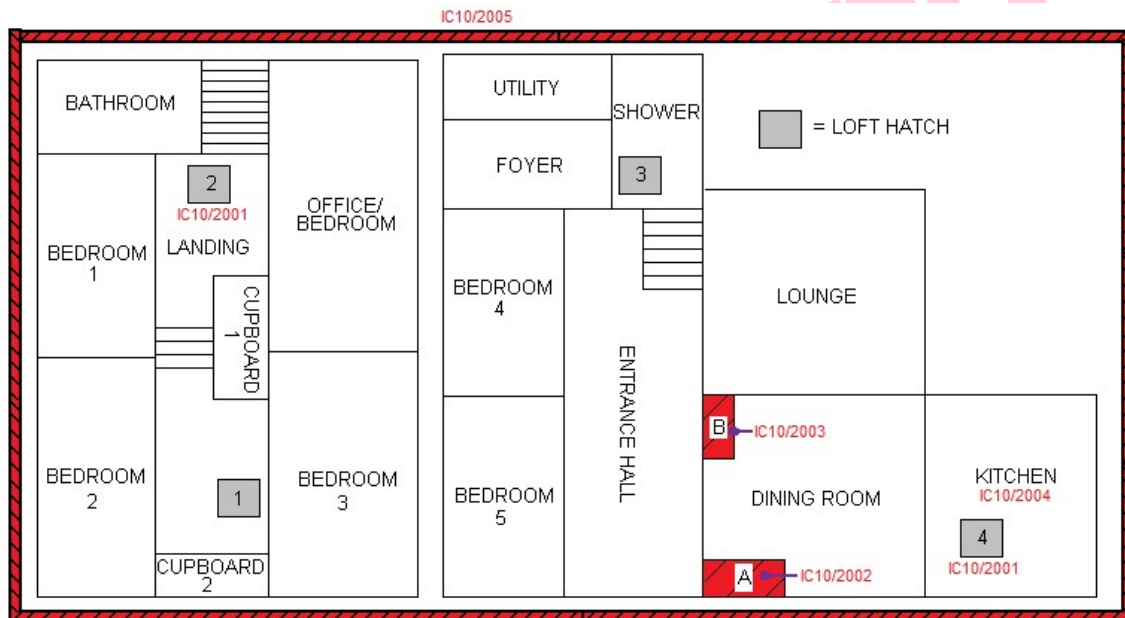 IC10/2005
BATHROOM
2
IC10/2001
LANDING
BEDROOM
1
OFFICE/
BEDROOM
CUPBOARD
1
BEDROOM
2
1
BEDROOM
3
CUPBOARD
2
UTILITY
SHOWER
FOYER
3
= LOFT HATCH
BEDROOM
4
LOUNGE
ENTRANCE HALL
B
IC10/2003
BEDROOM
5
DINING ROOM
KITCHEN
IC10/2004
4
IC10/2001
A
IC10/2002